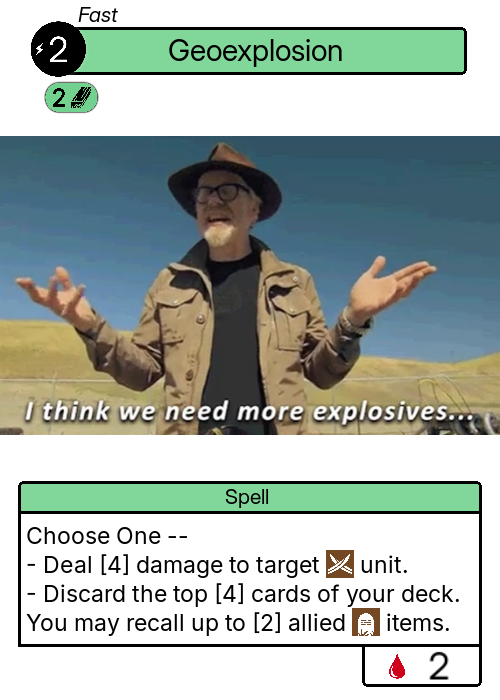 Fast
2
Geoexplosion
2
I think we need more explosives...
Spell
Choose One --
- Deal [4] damage to target unit.
- Discard the top [4] cards of your deck.
You may recall up to [2] allied items.
2